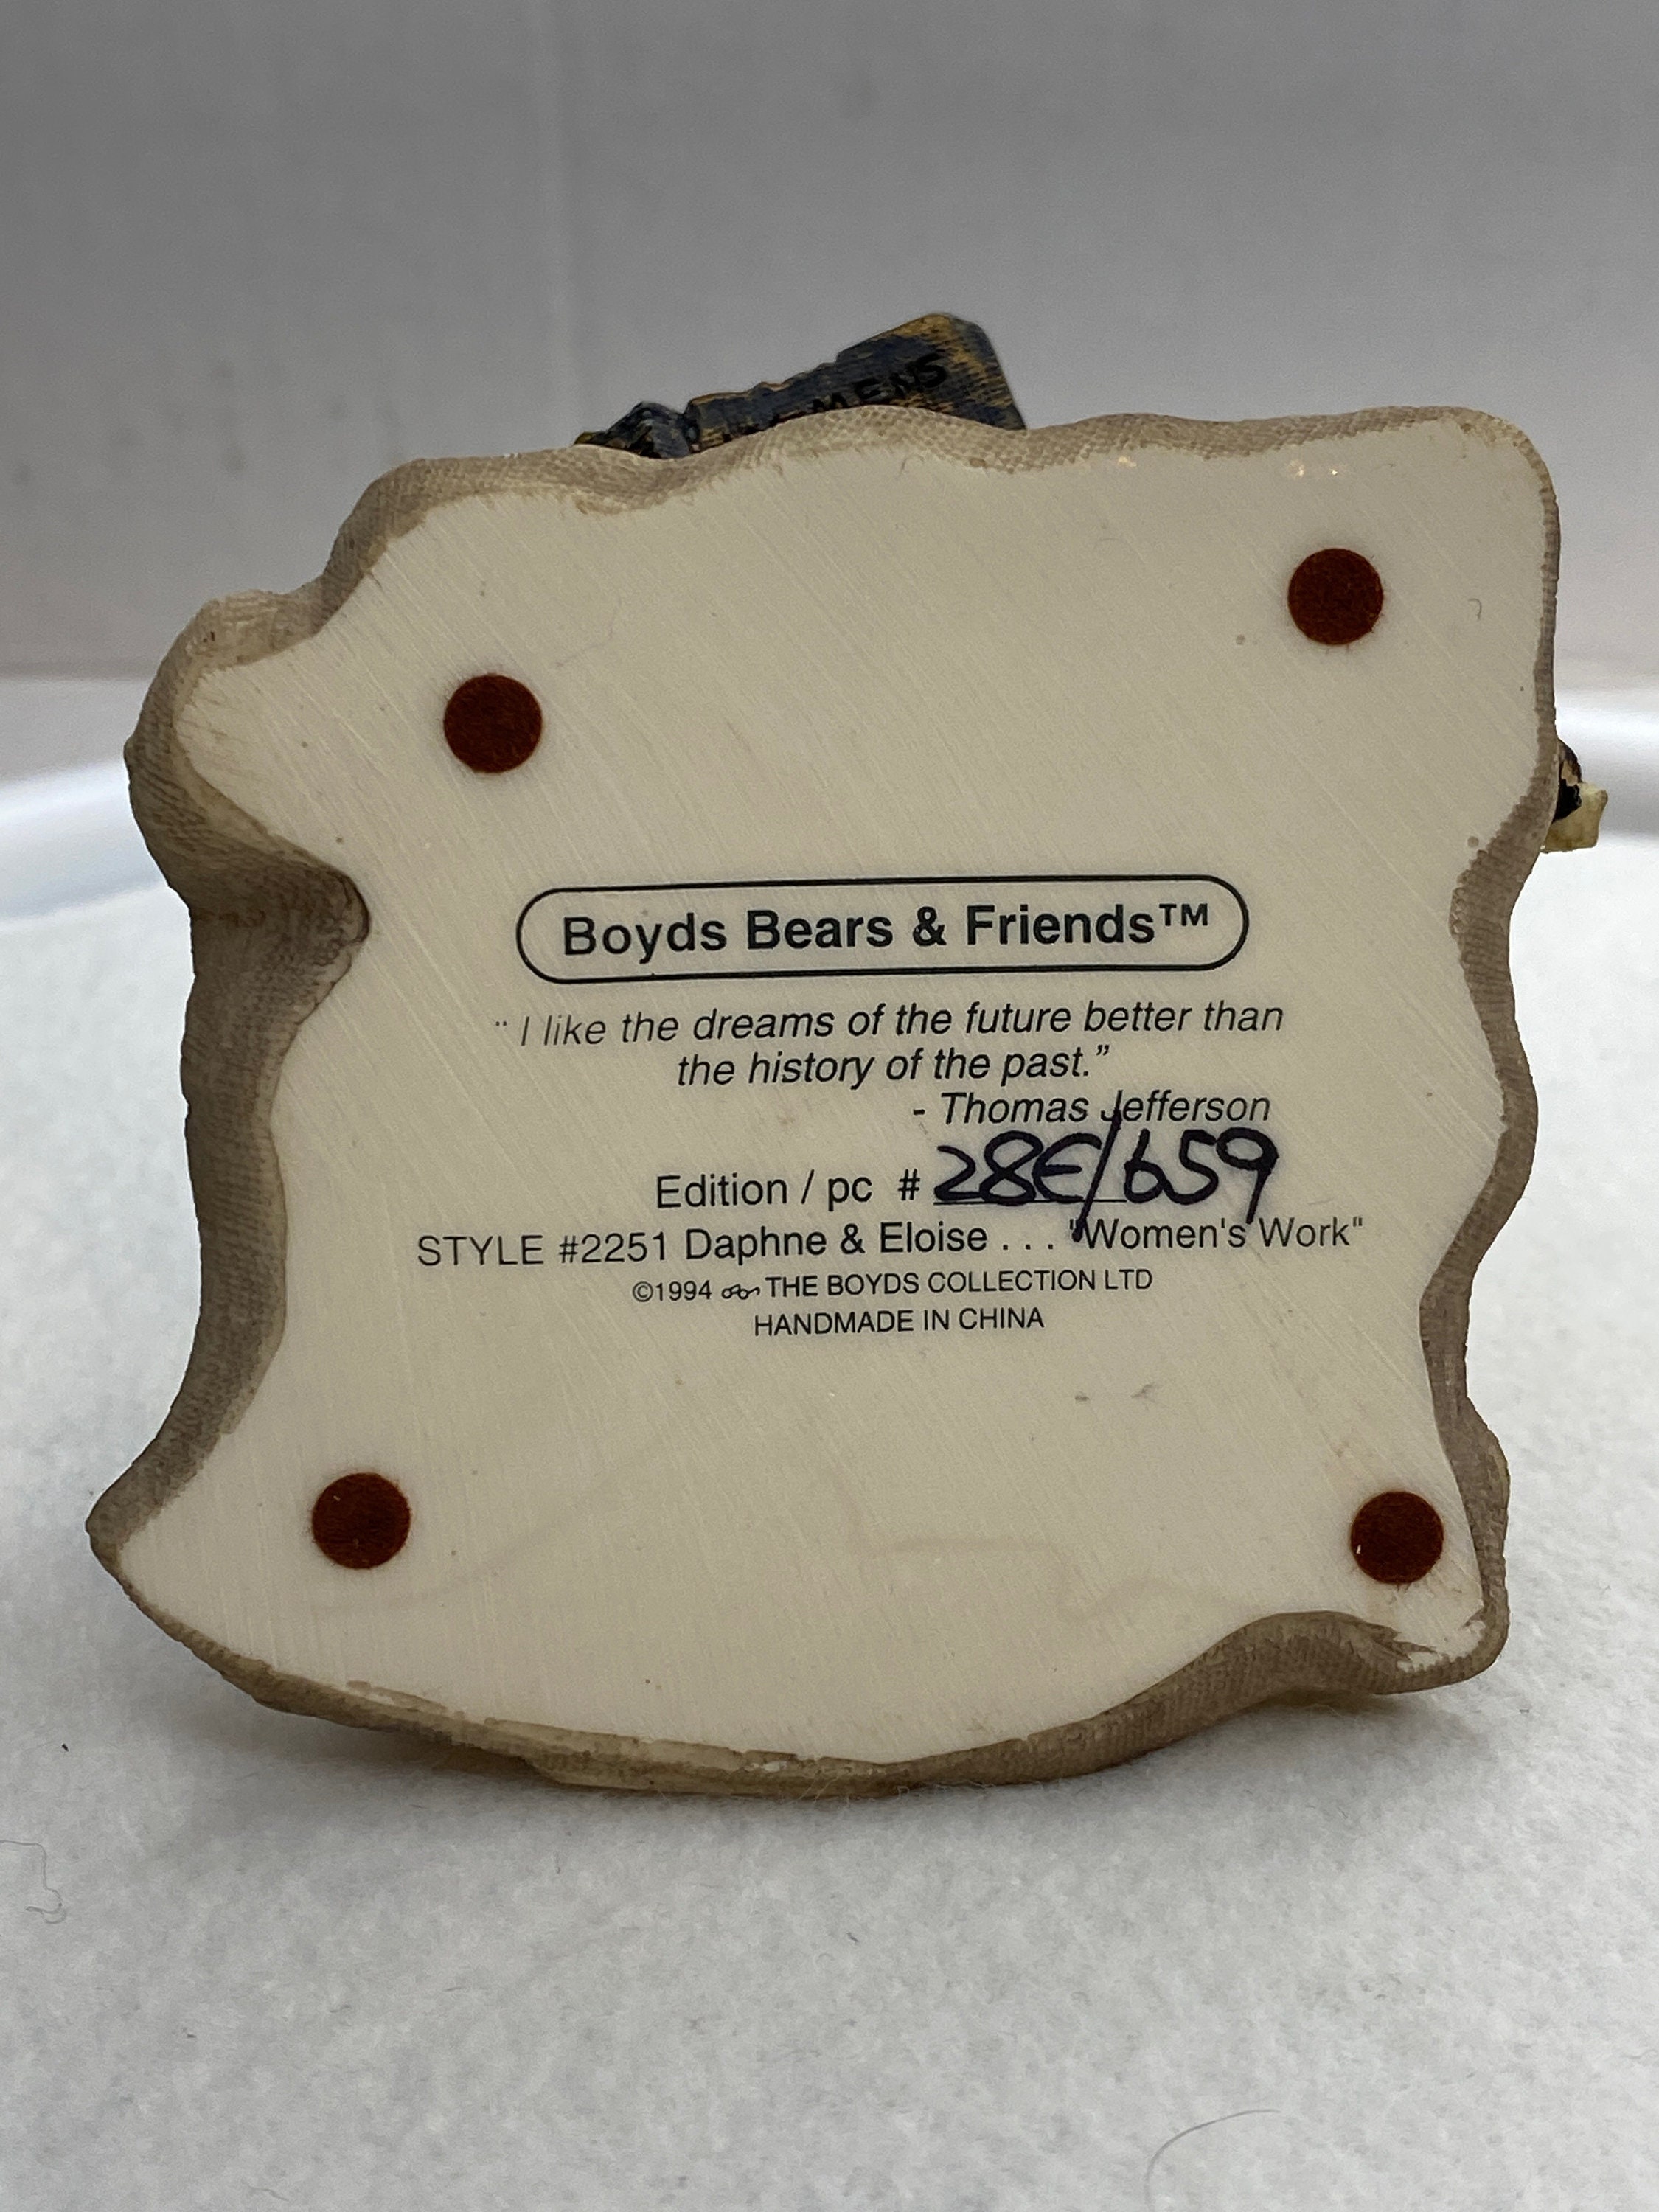 Boyds Bears & Friends™
" I like the dreams of the future better than
the history of the past."
- Thomas Jefferson
Edition / pc # 28E/659
STYLE #2251 Daphne & Eloise . . . "Women's Work"
©1994 THE BOYDS COLLECTION LTD
HANDMADE IN CHINA